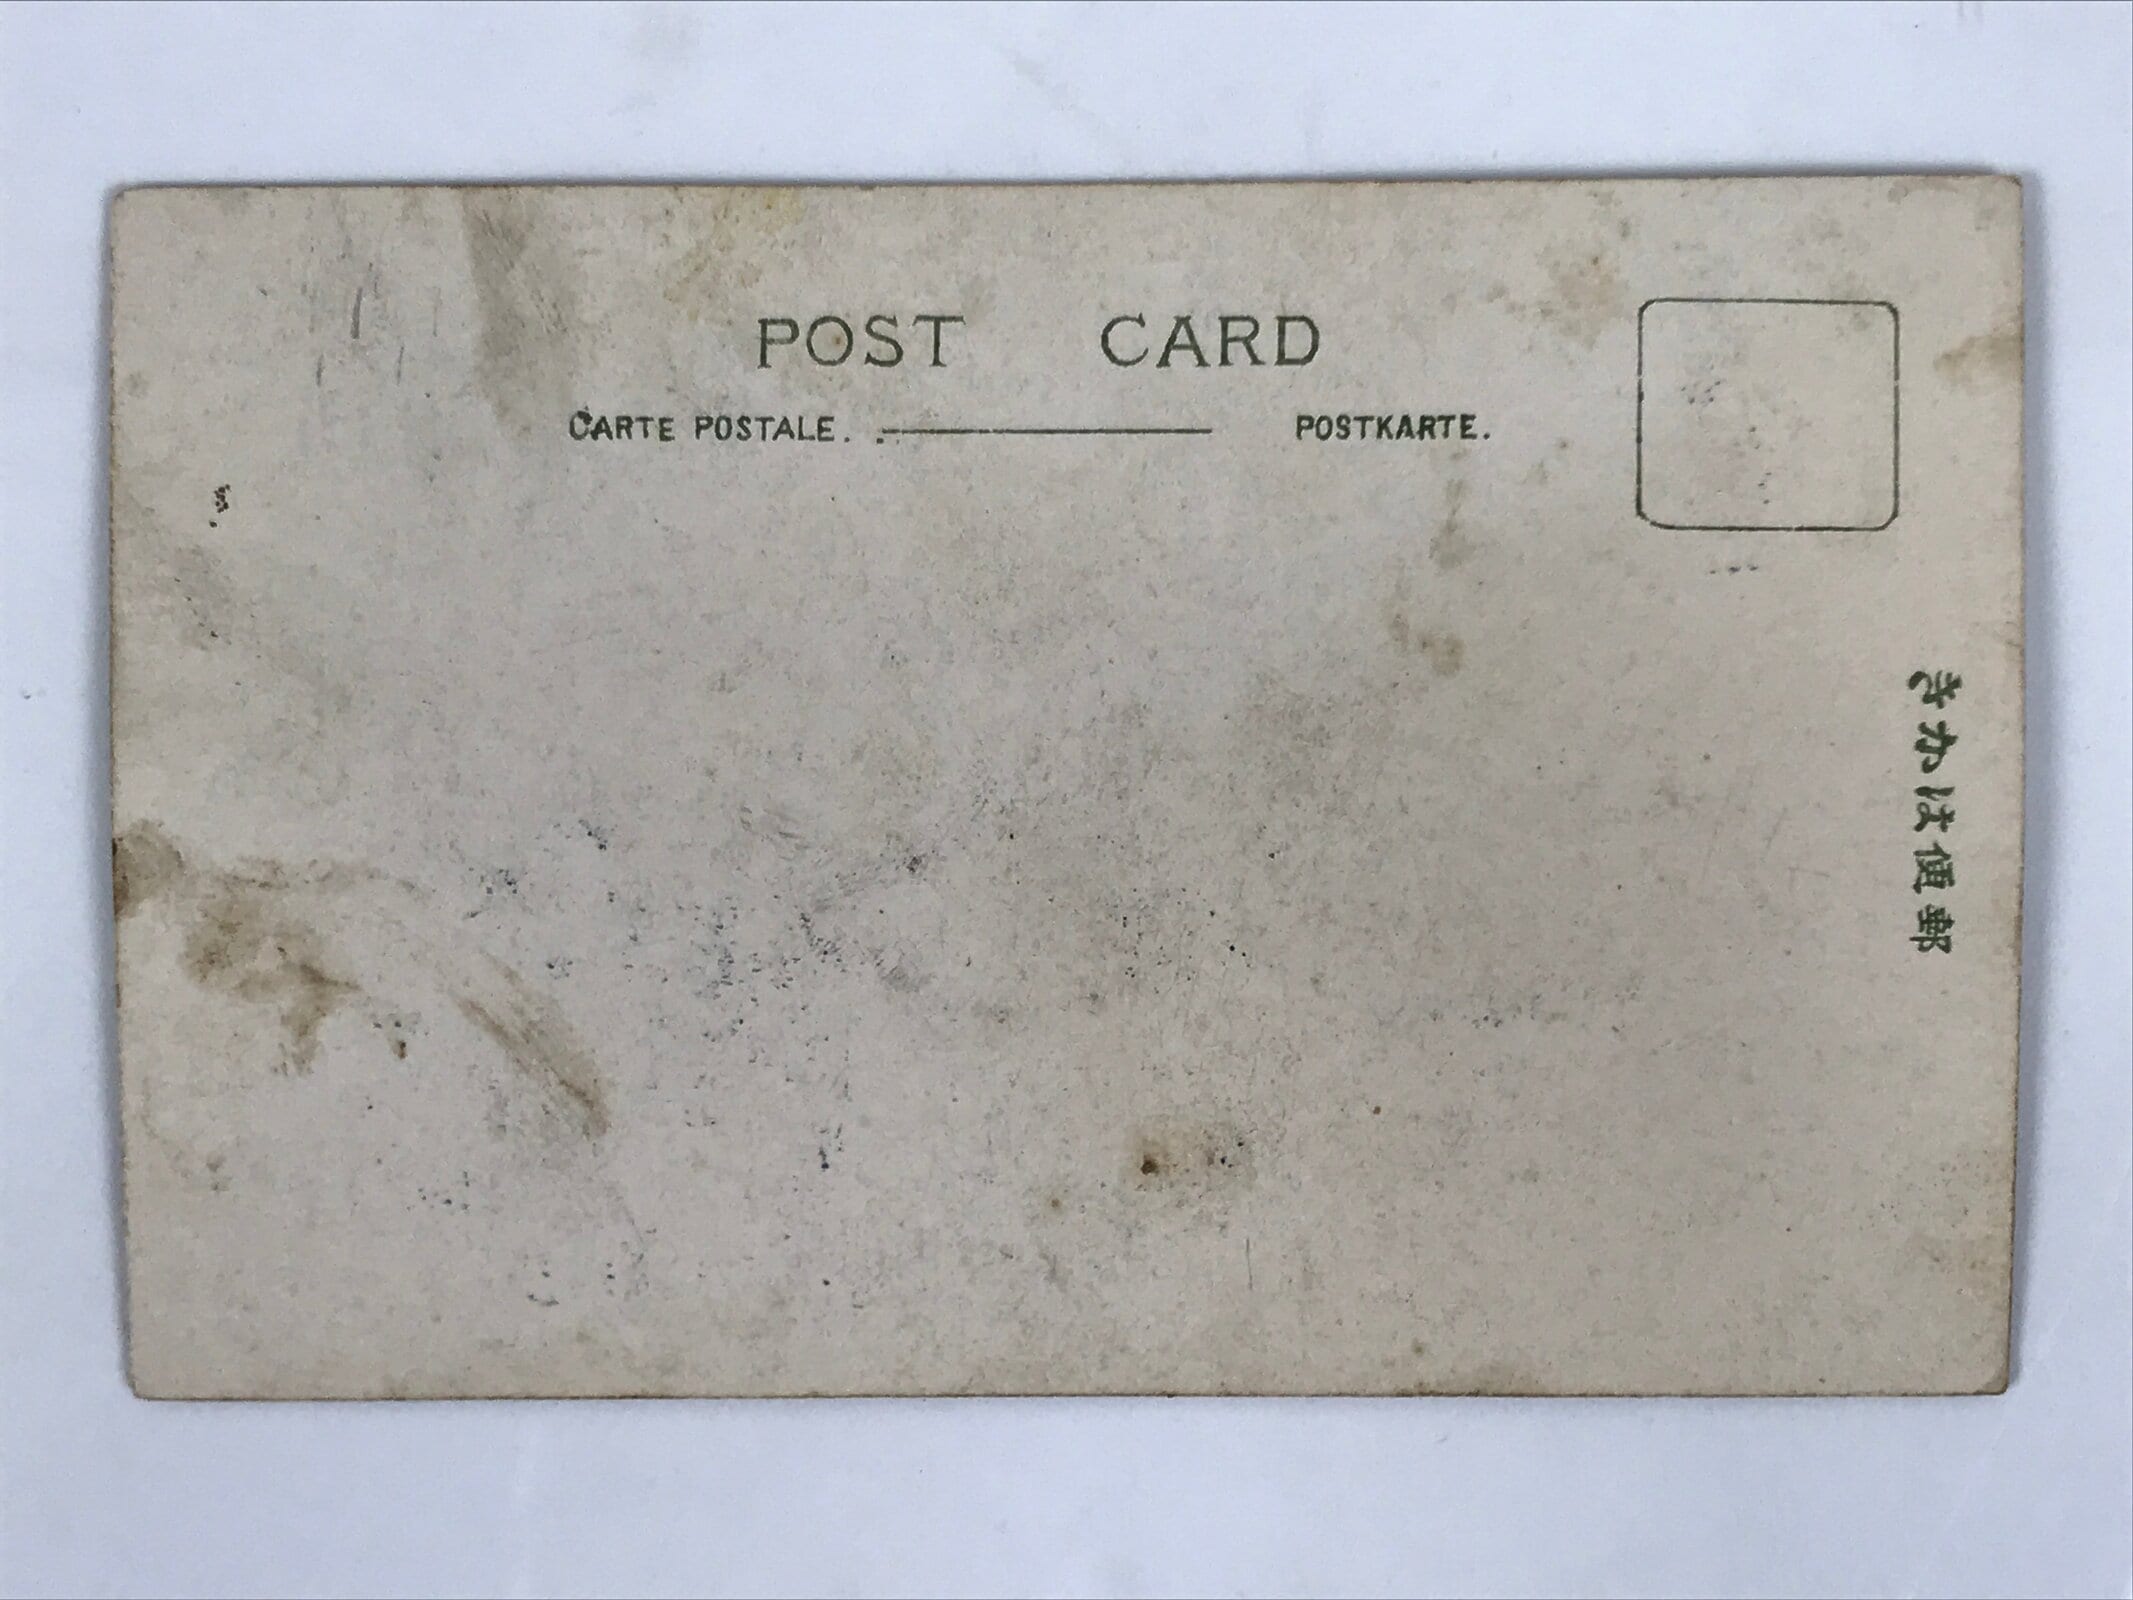 POST CARD
CARTE POSTALE. POSTKARTE.
郵便はかき